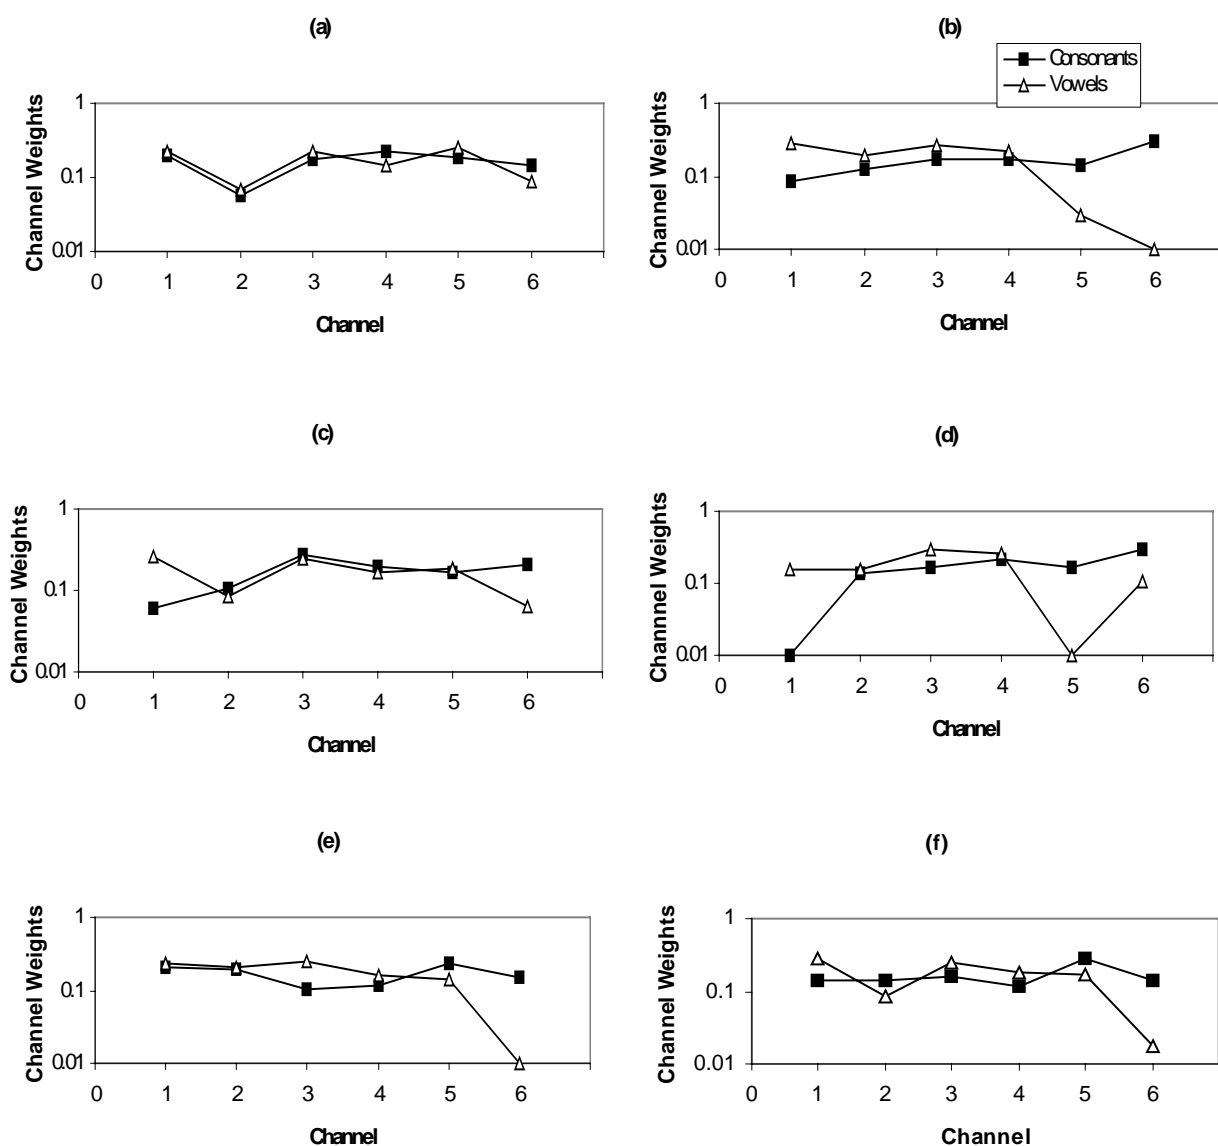 (a)
Channel Weights
1
0.1
0.01
0 1 2 3 4 5 6
Channel
(b)
Consonants
Vowels
Channel Weights
1
0.1
0.01
0 1 2 3 4 5 6
Channel
(c)
Channel Weights
1
0.1
0.01
0 1 2 3 4 5 6
Channel
(d)
Channnel Weights
1
0.1
0.01
0 1 2 3 4 5 6
Channel
(e)
Channel Weights
1
0.1
0.01
0 1 2 3 4 5 6
Channel
(f)
Channel Weights
1
0.1
0.01
0 1 2 3 4 5 6
Channel